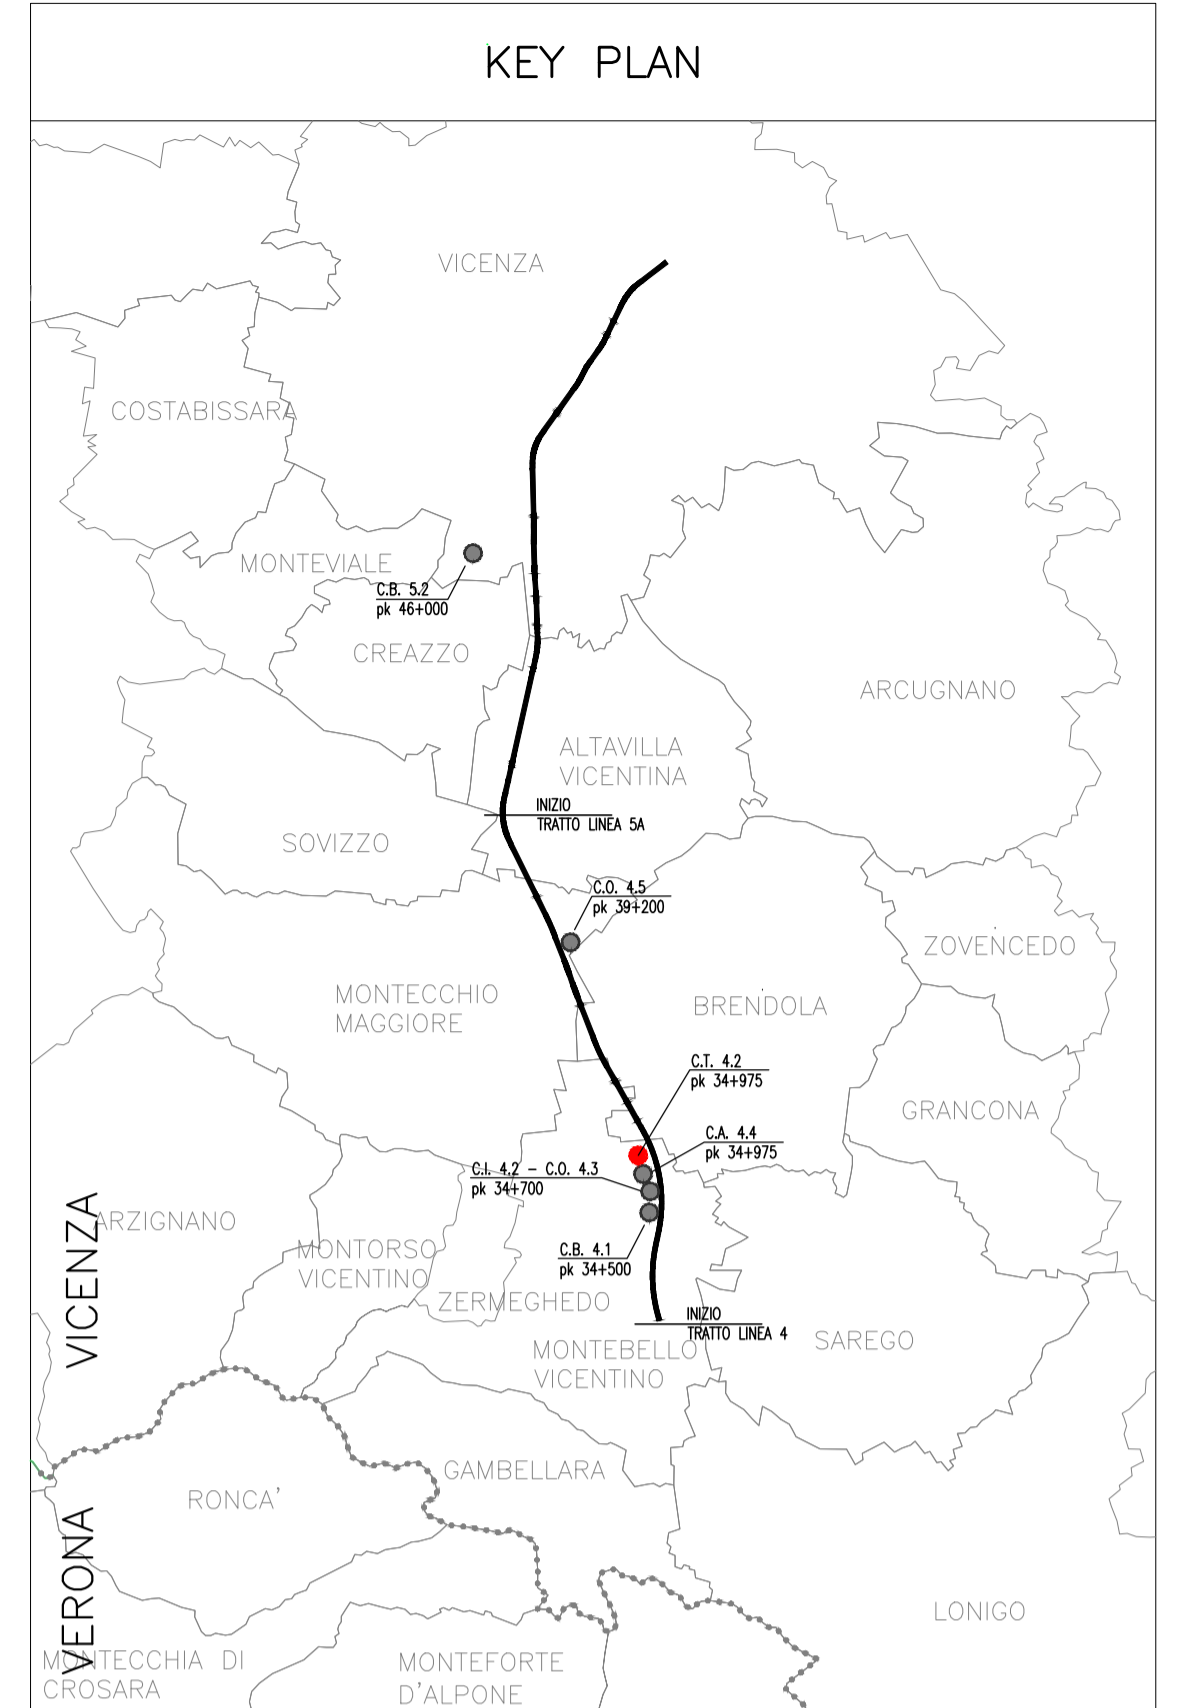 KEY PLAN
VICENZA
COSTABISSARA
MONTEVIALE
C.B. 5.2
pk 46+000
CREAZZO
ARCUGNANO
ALTAVILLA
VICENTINA
INIZIO
TRATTO LINEA 5A
SOVIZZO
C.O. 4.5
pk 39+200
ZOVENCEDO
MONTECCHIO
MAGGIORE
BRENDOLA
C.T. 4.2
pk 34+975
GRANCONA
C.A. 4.4
pk 34+975
C.I. 4.2 – C.O. 4.3
pk 34+700
ARZIGNANO
VICENZA
MONTORSO
VICENTINO
C.B. 4.1
pk 34+500
ZERMEGHEDO
INIZIO
TRATTO LINEA 4
SAREGO
MONTEBELLO
VICENTINO
GAMBELLARA
RONCA'
VERONA
LONIGO
MONTECCHIA DI
CROSARA
MONTEFORTE
D'ALPONE